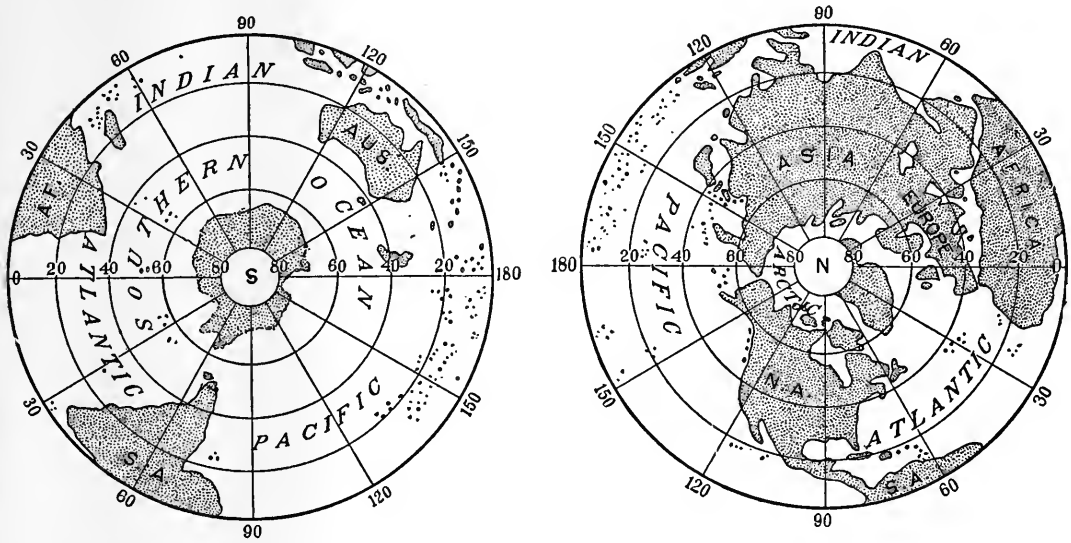 90
60
120
30
150
0
180
30
150
60
120
90
INDIAN
AUS.
AF.
SOUTHERN
OCEAN
ATLANTIC
20 40 60 80 S 80 60 40 20
PACIFIC
S.A.
90
120
60
150
30
180
0
150
30
120
60
90
INDIAN
ASIA
AFRICA
EUROPE
PACIFIC
20 40 60 80 N 80 60 40 20
ARCTIC
N.A.
ATLANTIC
S.A.